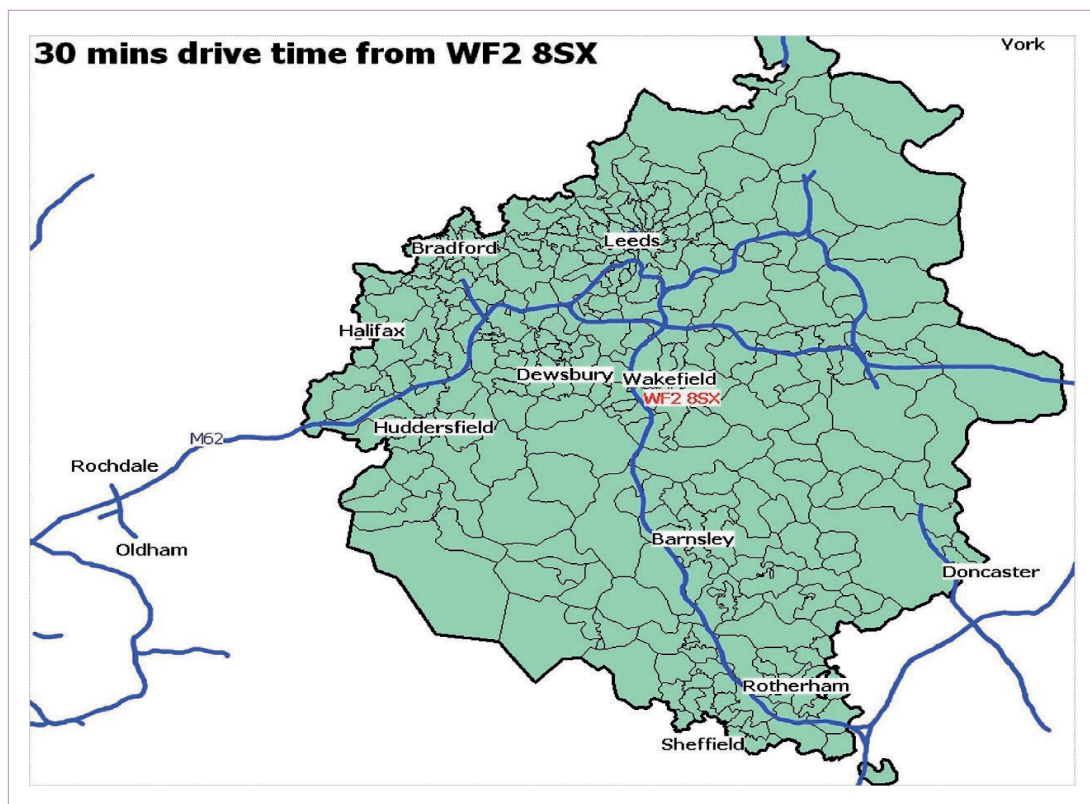 30 mins drive time from WF2 8SX
York
Leeds
Bradford
Halifax
Dewsbury
Wakefield
WF2 8SX
Huddersfield
M62
Rochdale
Oldham
Barnsley
Doncaster
Rotherham
Sheffield